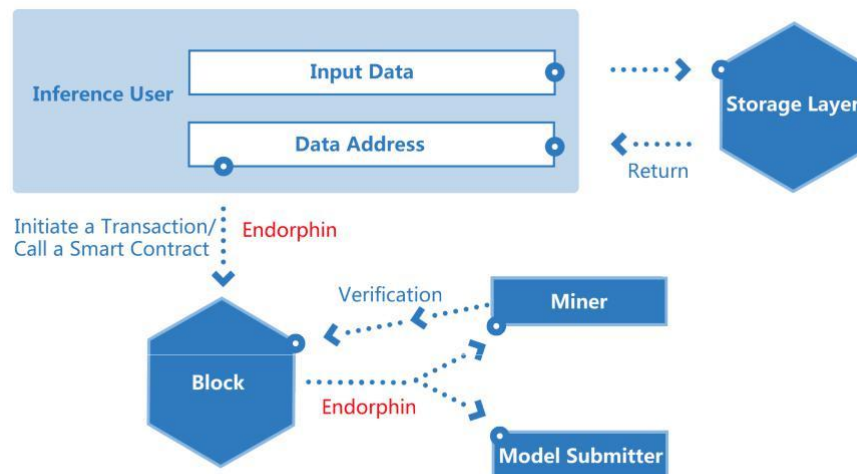 Input Data
Inference User
Storage Layer
Data Address
Return
Initiate a Transaction/
Call a Smart Contract
Endorphin
Verification
Miner
Block
Endorphin
Model Submitter